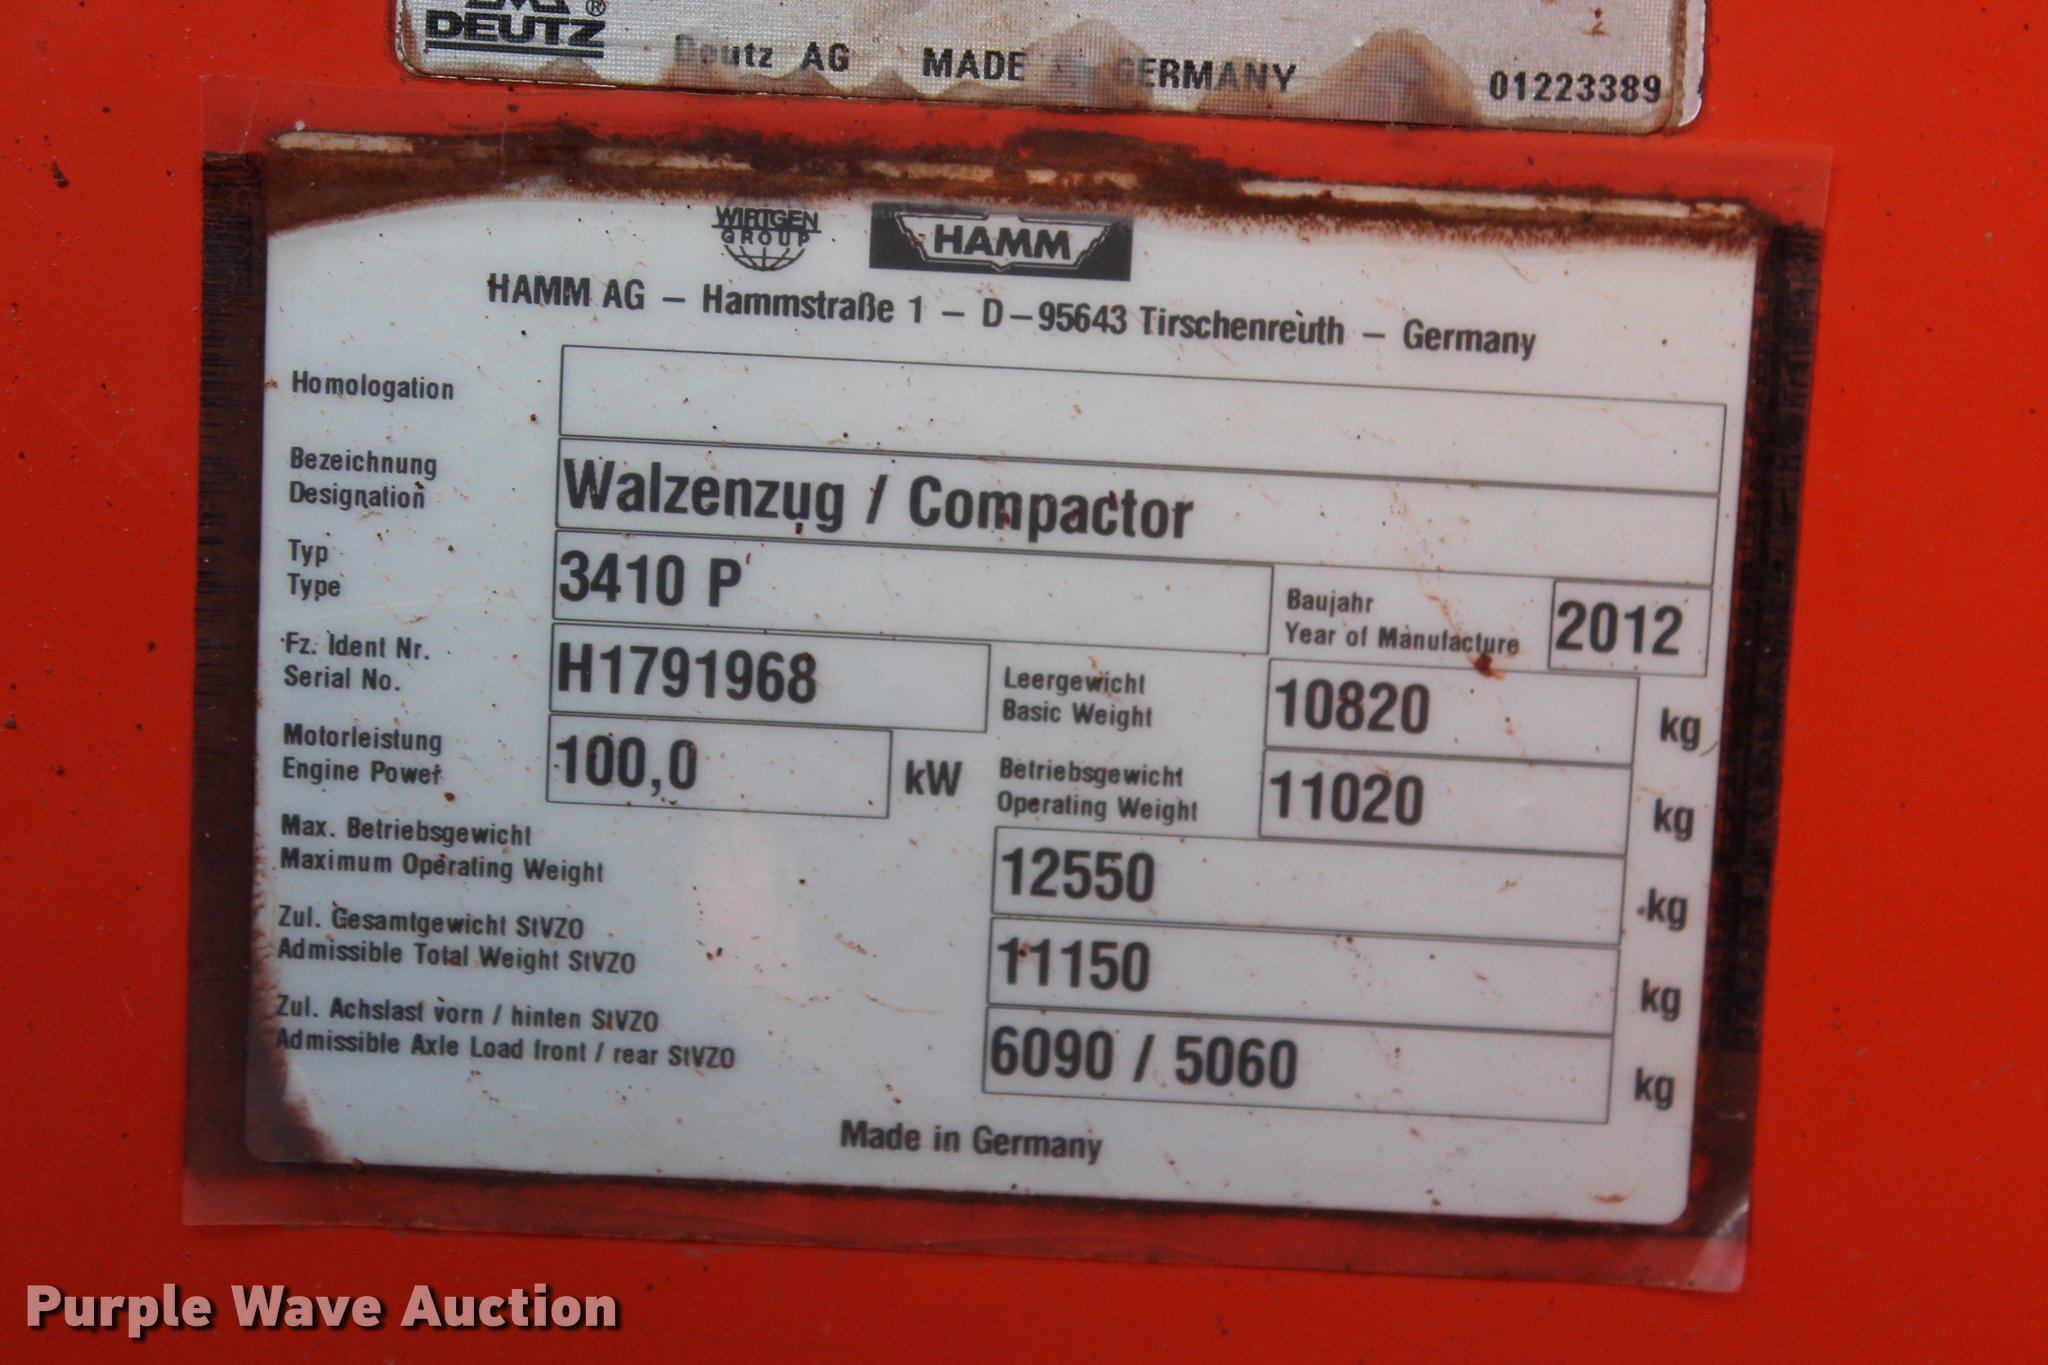 DEUTZ ®
Deutz AG MADE GERMANY 01223389
WIRTGEN
GROUP
HAMM
HAMM AG – Hammstraße 1 – D–95643 Tirschenreuth – Germany
Homologation
Bezeichnung
Designation
Walzenzug / Compactor
Typ
Type
3410 P
Baujahr
Year of Manufacture
2012
Fz. Ident Nr.
Serial No.
H1791968
Leergewicht
Basic Weight
10820 kg
Motorleistung
Engine Power
100,0 kW
Betriebsgewicht
Operating Weight
11020 kg
Max. Betriebsgewicht
Maximum Operating Weight
12550 kg
Zul. Gesamtgewicht StVZO
Admissible Total Weight StVZO
11150 kg
Zul. Achslast vorn / hinten StVZO
Admissible Axle Load front / rear StVZO
6090 / 5060 kg
Made in Germany
Purple Wave Auction